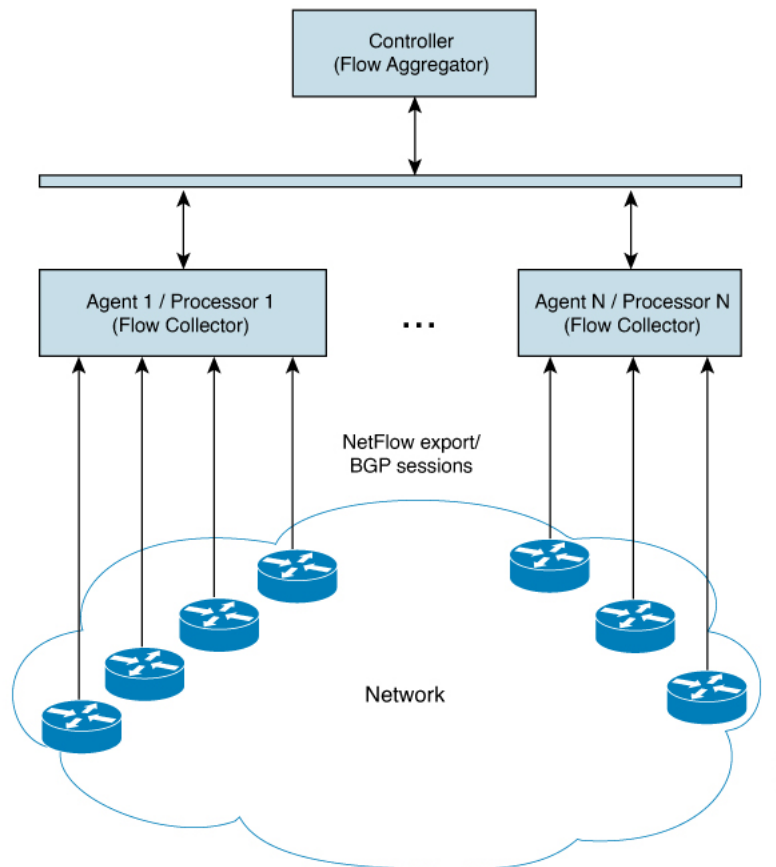 Controller
(Flow Aggregator)
Agent 1 / Processor 1
(Flow Collector)
...
Agent N / Processor N
(Flow Collector)
NetFlow export/
BGP sessions
Network